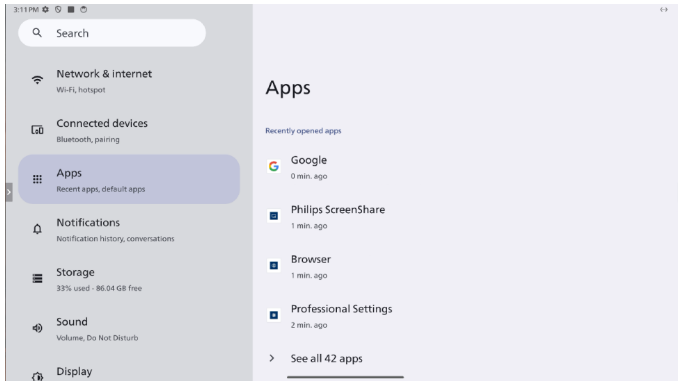 3:11 PM
Search
Network & internet
Wi-Fi, hotspot
Connected devices
Bluetooth, pairing
Apps
Recent apps, default apps
Notifications
Notification history, conversations
Storage
33% used - 86.04 GB free
Sound
Volume, Do Not Disturb
Display
Apps
Recently opened apps
Google
0 min. ago
Philips ScreenShare
1 min. ago
Browser
1 min. ago
Professional Settings
2 min. ago
See all 42 apps